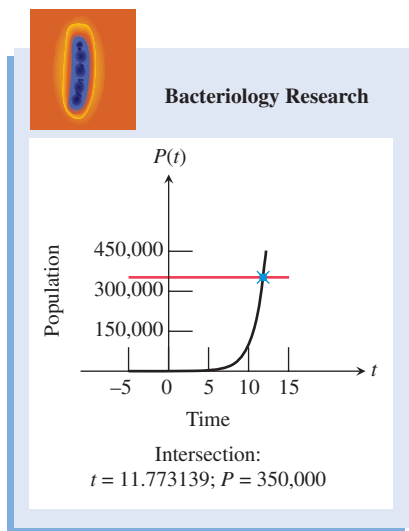 Bacteriology Research
P(t)
Population
450,000
300,000
150,000
–5 0 5 10 15
t
Time
Intersection:
t = 11.773139; P = 350,000